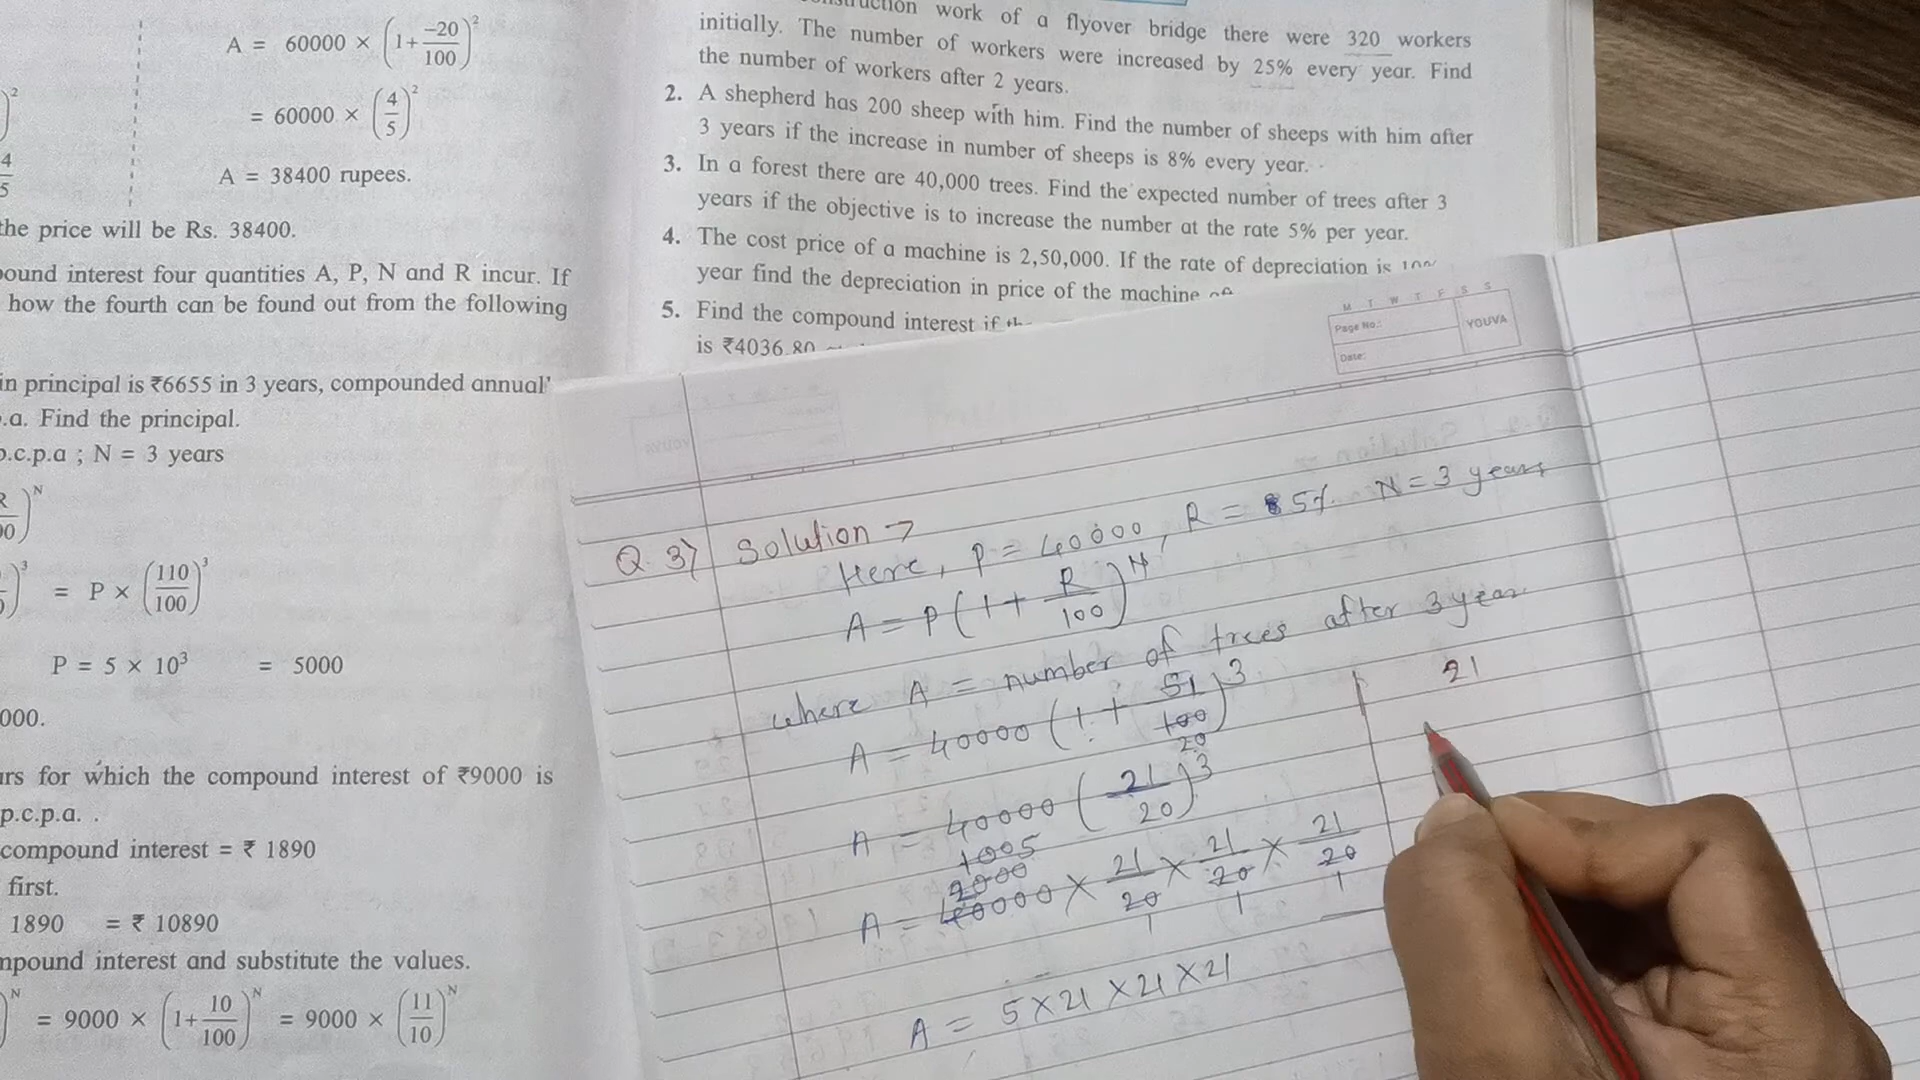 A = 60000 × (1+ -20/100)²
= 60000 × (4/5)²
A = 38400 rupees.
the price will be Rs. 38400.
interest four quantities A, P, N and R incur. If
how the fourth can be found out from the following
in principal is ₹6655 in 3 years, compounded
Find the principal.
p.c.p.a ; N = 3 years
= P × (110/100)³
P = 5 × 10³ = 5000
for which the compound interest of ₹9000 is
p.c.p.a. .
compound interest = ₹ 1890
first.
1890 = ₹ 10890
interest and substitute the values.
= 9000 × (1+ 10/100)ᴺ = 9000 × (11/10)ᴺ
work of a flyover bridge there were 320 workers
initially. The number of workers were increased by 25% every year. Find
the number of workers after 2 years.
2. A shepherd has 200 sheep with him. Find the number of sheeps with him after
3 years if the increase in number of sheeps is 8% every year.
3. In a forest there are 40,000 trees. Find the expected number of trees after 3
years if the objective is to increase the number at the rate 5% per year.
4. The cost price of a machine is 2,50,000. If the rate of depreciation is
year find the depreciation in price of the machine
5. Find the compound interest if
is ₹4036.80
M T W T F S S
Page No.:
YOUVA
Date:
Q. 3) Solution →
Here, P = 40000, R = 5% N = 3 years
A = P(1 + R/100)ᴺ
where A = number of trees after 3 year
A = 40000 (1 + 51/100 20)³
A = 40000 (21/20)³
1005
2000
A = 40000 × 21/20 × 21/20 × 21/20
1 1 1
A = 5 × 21 × 21 × 21
21